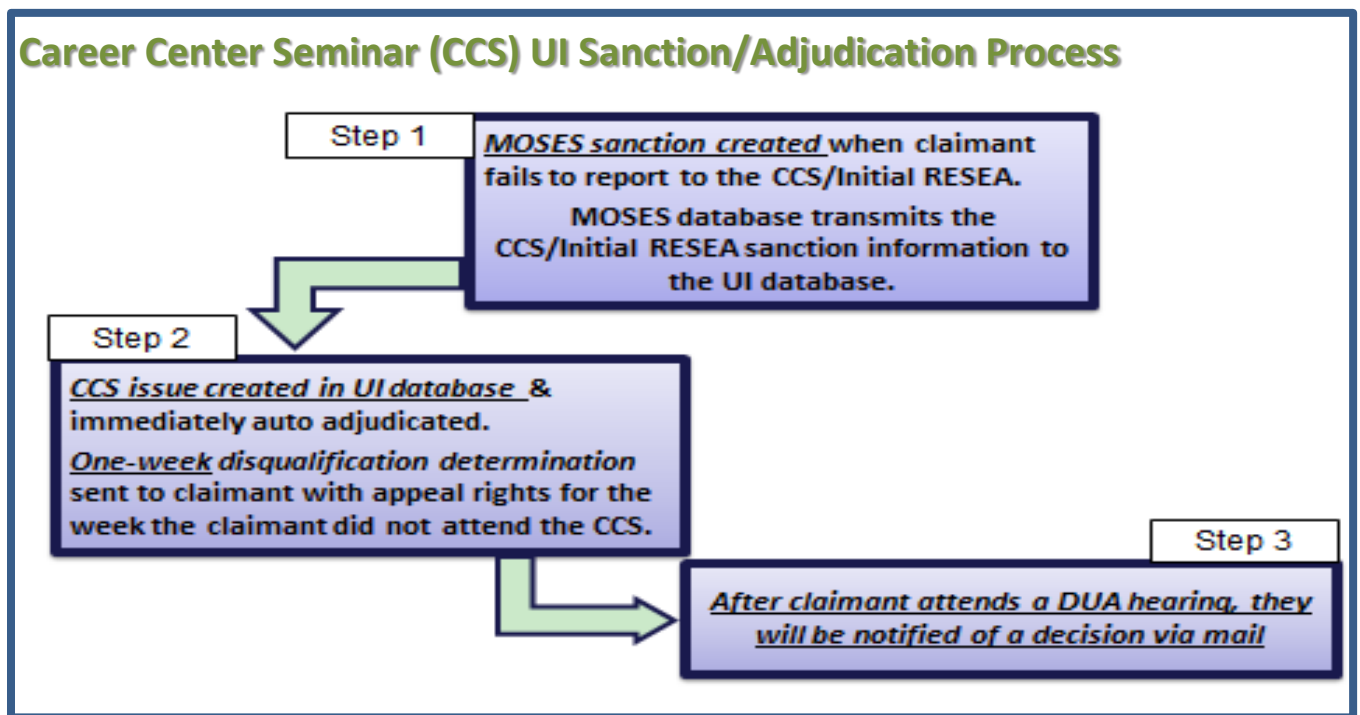 Career Center Seminar (CCS) UI Sanction/Adjudication Process
Step 1
MOSES sanction created when claimant
fails to report to the CCS/Initial RESEA.
MOSES database transmits the
CCS/Initial RESEA sanction information to
the UI database.
Step 2
CCS issue created in UI database &
immediately auto adjudicated.
One-week disqualification determination
sent to claimant with appeal rights for the
week the claimant did not attend the CCS.
Step 3
After claimant attends a DUA hearing, they
will be notified of a decision via mail